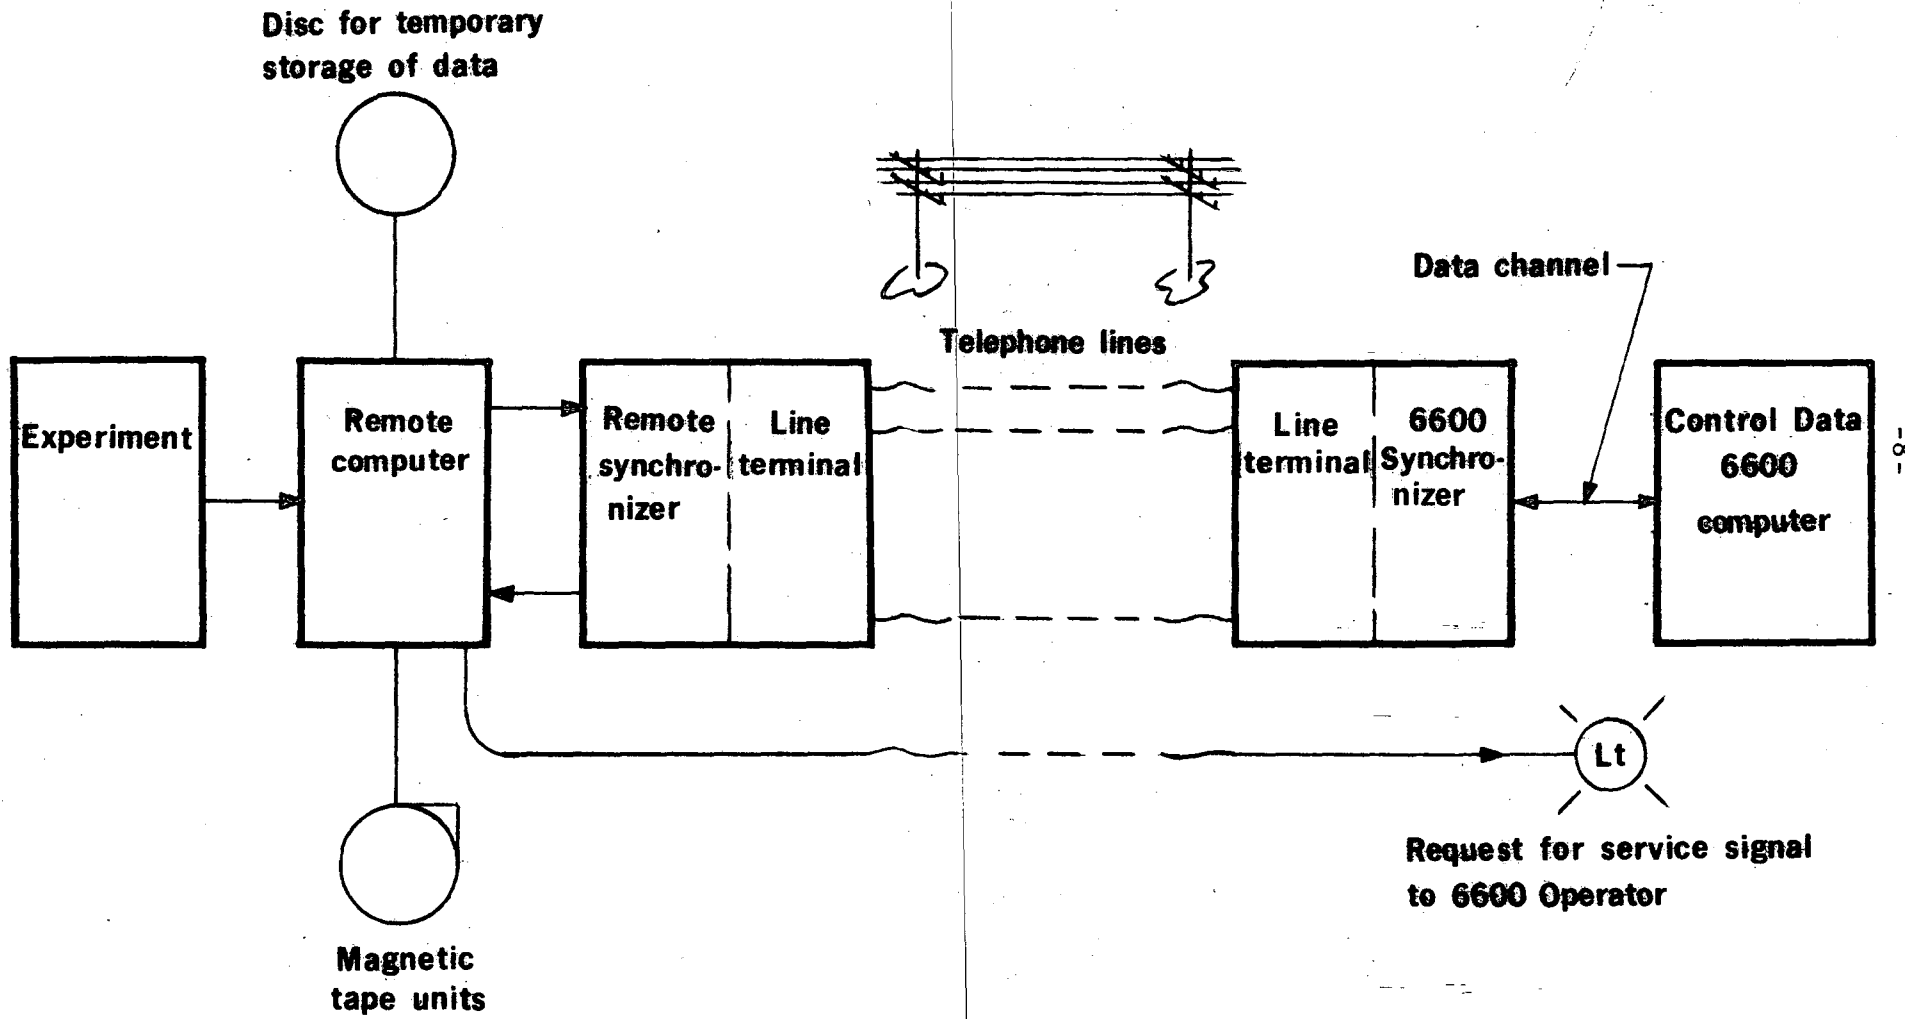 Disc for temporary
storage of data
Data channel
Telephone lines
Experiment
Remote
computer
Remote
synchro-
nizer
Line
terminal
Line
terminal
6600
Synchro-
nizer
Control Data
6600
computer
Lt
Request for service signal
to 6600 Operator
Magnetic
tape units